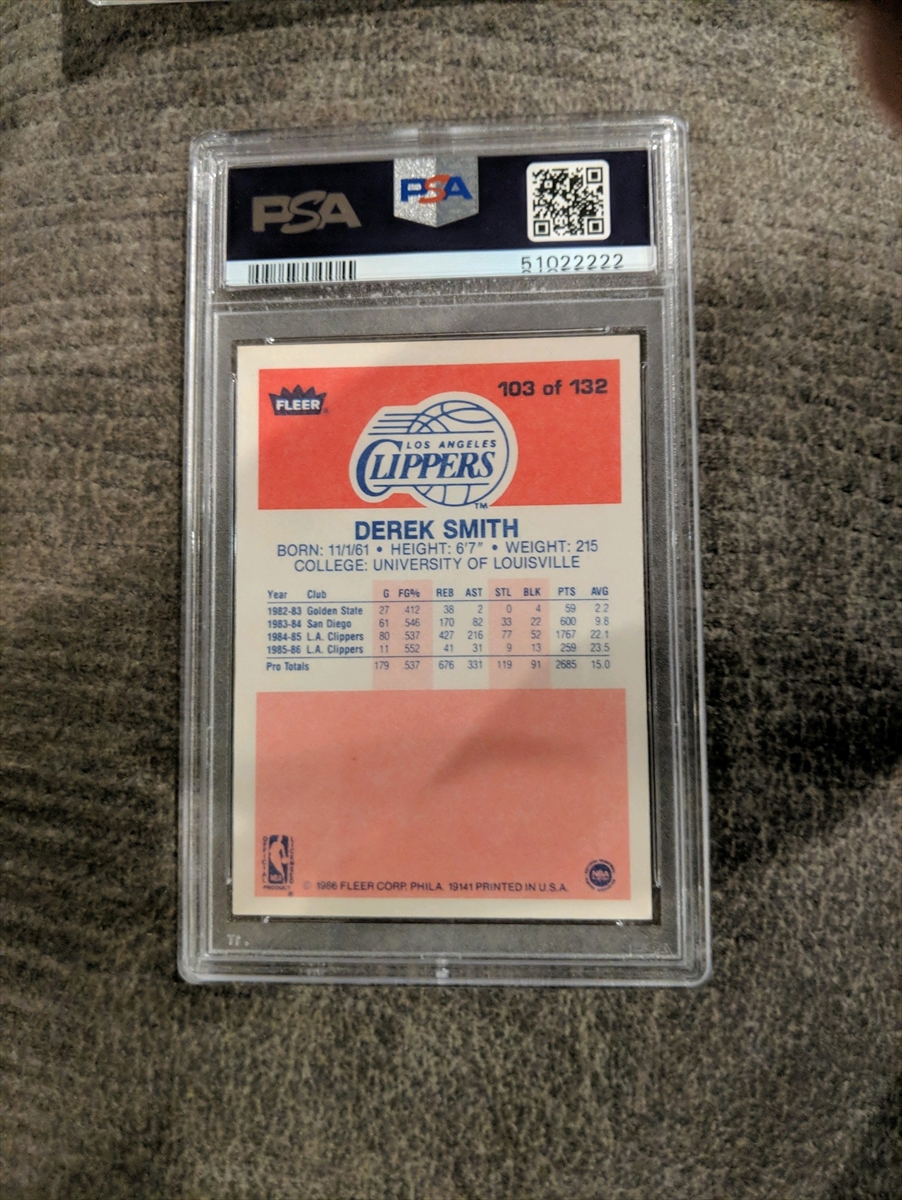 PSA
PSA
51022222
FLEER
103 of 132
LOS ANGELES
CLIPPERS
TM
DEREK SMITH
BORN: 11/1/61 • HEIGHT: 6'7" • WEIGHT: 215
COLLEGE: UNIVERSITY OF LOUISVILLE
Year Club G FG% REB AST STL BLK PTS AVG
1982-83 Golden State 27 .412 38 2 0 4 59 2.2
1983-84 San Diego 61 .546 170 82 33 22 600 9.8
1984-85 L.A. Clippers 80 .537 427 216 77 52 1767 22.1
1985-86 L.A. Clippers 11 .552 41 31 9 13 259 23.5
Pro Totals 179 .537 676 331 119 91 2685 15.0
NBA
PRODUCT
© 1986 FLEER CORP. PHILA. 19141 PRINTED IN U.S.A.
NBA
PSA